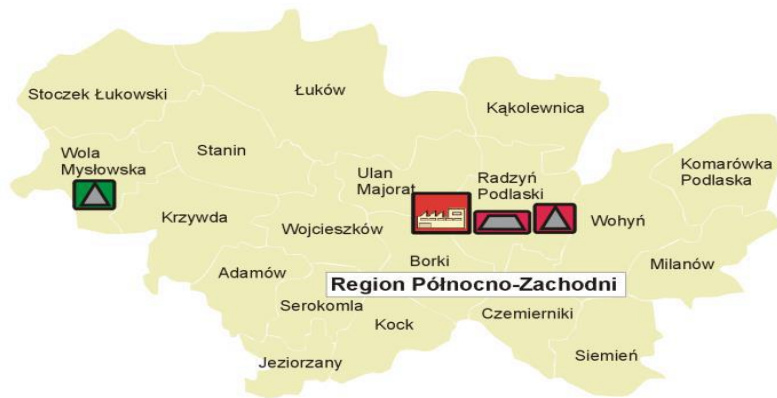 Łuków
Stoczek Łukowski
Kąkolewnica
Stanin
Wola
Mysłowska
Ulan
Majorat
Radzyń
Podlaski
Komarówka
Podlaska
Krzywda
Wojcieszków
Wohyń
Borki
Milanów
Adamów
Region Północno-Zachodni
Serokomla
Kock
Czemierniki
Jeziorzany
Siemień